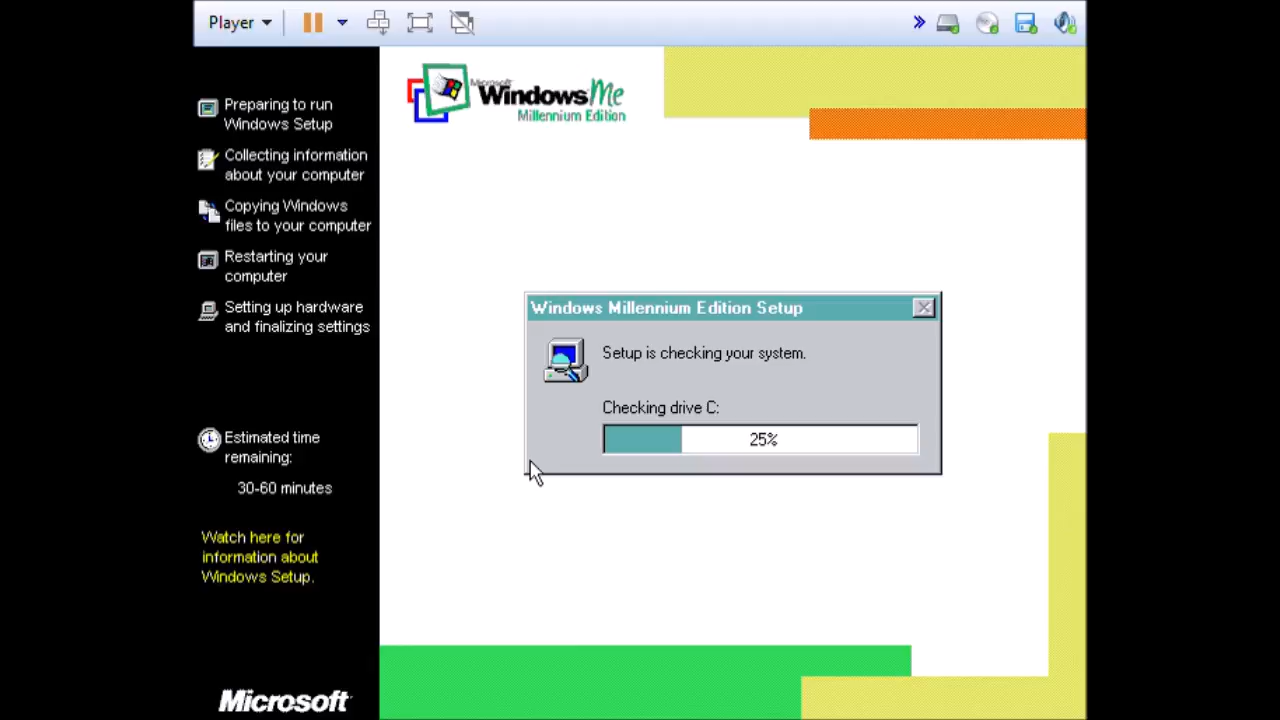 Player
Preparing to run
Windows Setup
Collecting information
about your computer
Copying Windows
files to your computer
Restarting your
computer
Setting up hardware
and finalizing settings
Estimated time
remaining:
30-60 minutes
Watch here for
information about
Windows Setup.
Microsoft
Microsoft
Windows Me
Millennium Edition
Windows Millennium Edition Setup
Setup is checking your system.
Checking drive C:
25%